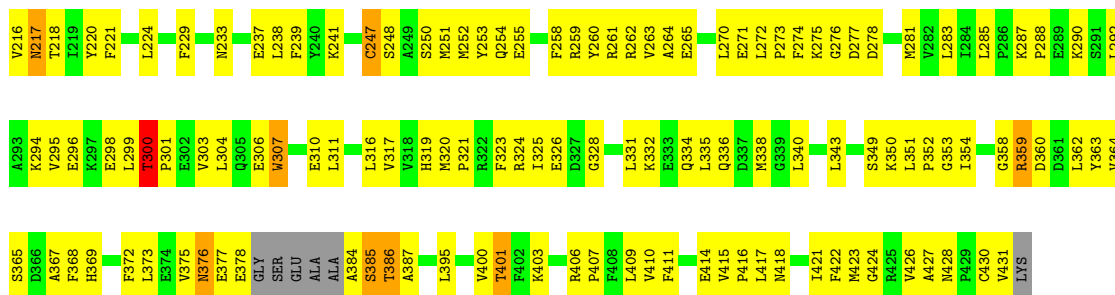 V216 N217 T218 I219 Y220 F221 L224 F229 N233 E237 L238 F239 Y240 K241 C247 S248 A249 S250 M251 M252 Y253 Q254 E255 F258 R259 Y260 R261 R262 V263 A264 E265 L270 E271 L272 P273 F274 K275 G276 D277 D278 M281 V282 L283 I284 L285 P286 K287 P288 E289 K290 S291
A293 K294 V295 E296 K297 E298 L299 T300 P301 E302 V303 L304 Q305 E306 W307 E310 L311 L316 V317 V318 H319 M320 P321 R322 F323 R324 I325 E326 D327 G328 L331 K332 E333 Q334 L335 Q336 D337 M338 G339 L340 L343 S349 K350 L351 P352 G353 I354 G358 R359 D360 D361 L362 Y363
S365 D366 A367 F368 H369 F372 L373 E374 V375 N376 E377 E378 GLY SER GLU ALA ALA A384 S385 T386 A387 L395 V400 T401 F402 K403 R406 P407 F408 L409 V410 F411 E414 V415 P416 L417 N418 I421 F422 M423 G424 R425 V426 A427 N428 P429 C430 V431 LYS